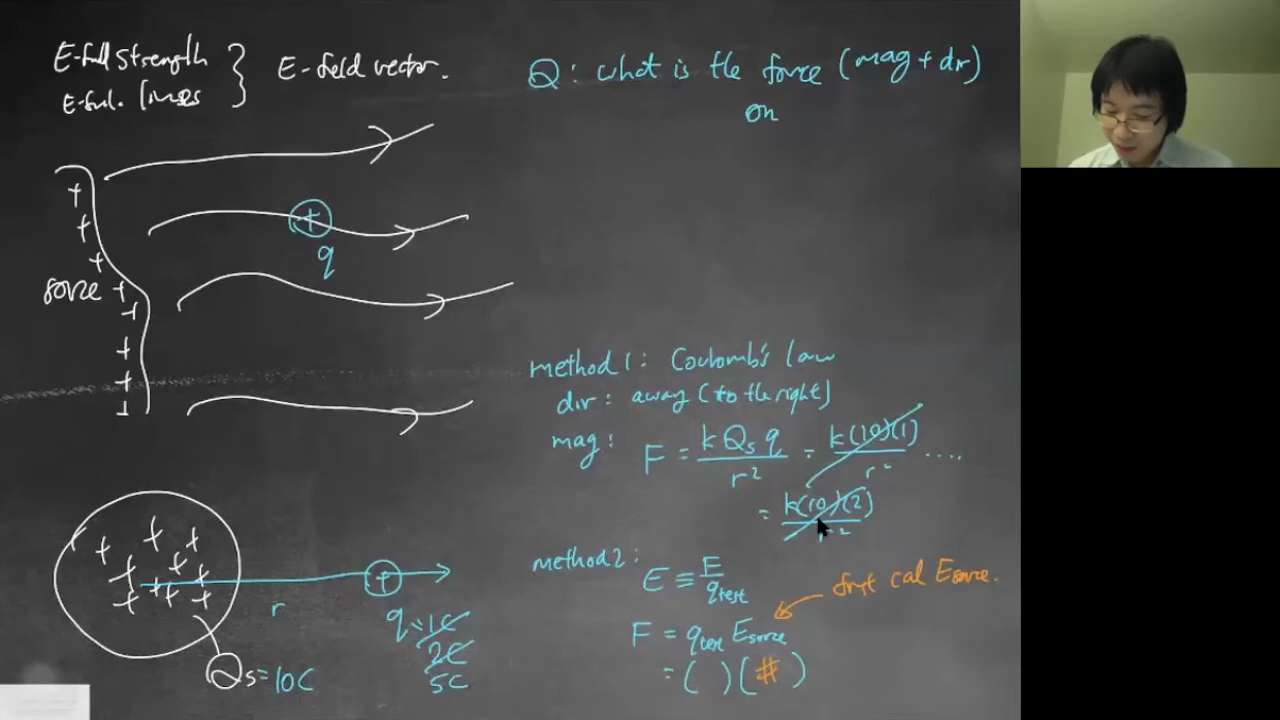 E-field strength
E-field lines
} E-field vector.
Q: what is the force (mag + dir)
on
+
+
+
source +
+
+
+
+
+
q
method 1: Coulomb's law
dir: away (to the right)
mag: F = k Qs q / r² = k(10)(1) / r² ....
= k(10)(2) / r²
method 2: E ≡ F / qtest
first cal Esource.
F = qtest Esource
= ( ) ( # )
+ + + + + + + + + +
r
+
q = 1C
2C
5C
Qs = 10C